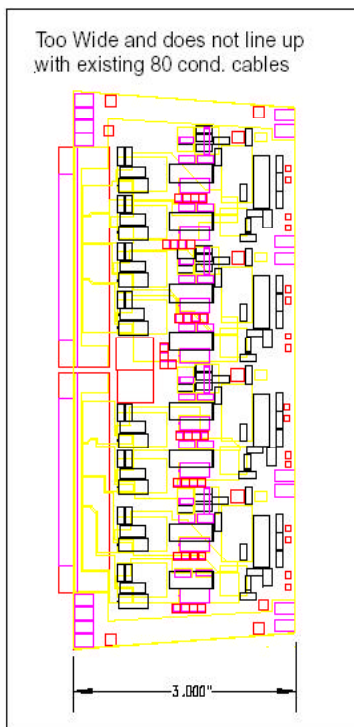 Too Wide and does not line up
with existing 80 cond. cables
3.000"